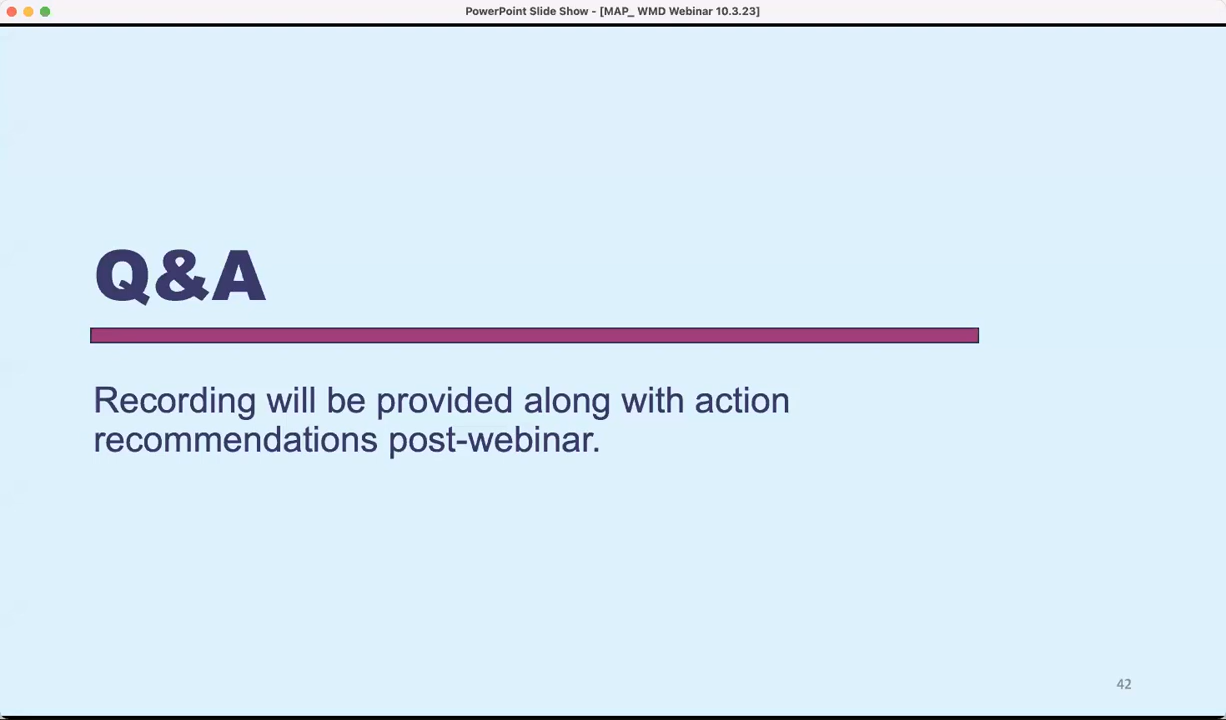 PowerPoint Slide Show - [MAP_ WMD Webinar 10.3.23]
Q&A
Recording will be provided along with action
recommendations post-webinar.
42